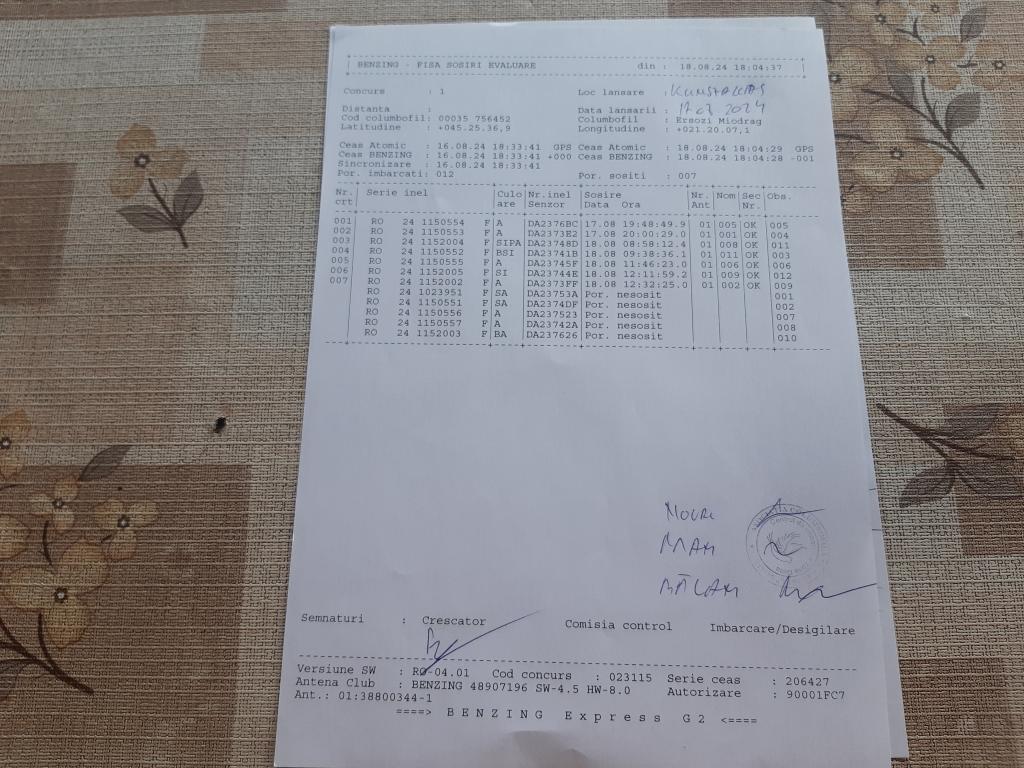 BENZING - FISA SOSIRI EVALUARE din : 18.08.24 18:04:37
Concurs : 1 Loc lansare :
Distanta : Data lansarii : 2024
Cod columbofil: 00035 756452 Columbofil : Ersozi Miodrag
Latitudine : +045.25.36,9 Longitudine : +021.20.07,1
Ceas Atomic : 16.08.24 18:33:41 GPS Ceas Atomic : 18.08.24 18:04:29 GPS
Ceas BENZING : 16.08.24 18:33:41 +000 Ceas BENZING : 18.08.24 18:04:28 -001
Sincronizare : 16.08.24 18:33:41
Por. imbarcati: 012 Por. sositi : 007
Nr. Serie inel Culo Nr.inel Sosire Nr. Nom Sec Obs.
crt are Senzor Data Ora Ant Nr.
001 RO 24 1150554 F A DA2376BC 17.08 19:48:49.9 01 005 OK 005
002 RO 24 1150553 F A DA2373E2 17.08 20:00:29.0 01 001 OK 004
003 RO 24 1152004 F SIPA DA23748D 18.08 08:58:12.4 01 008 OK 011
004 RO 24 1150552 F BSI DA23741B 18.08 09:38:36.1 01 011 OK 003
005 RO 24 1150555 F A DA23745F 18.08 11:46:23.0 01 006 OK 006
006 RO 24 1152005 F SI DA23744E 18.08 12:11:59.2 01 009 OK 012
007 RO 24 1152002 F A DA2373FF 18.08 12:32:25.0 01 002 OK 009
RO 24 1023951 F SA DA23753A Por. nesosit 001
RO 24 1150551 F SA DA2374DF Por. nesosit 002
RO 24 1150556 F A DA237523 Por. nesosit 007
RO 24 1150557 F A DA23742A Por. nesosit 008
RO 24 1152003 F BA DA237626 Por. nesosit 010
Semnaturi : Crescator Comisia control Imbarcare/Desigilare
Versiune SW : RO-04.01 Cod concurs : 023115 Serie ceas : 206427
Antena Club : BENZING 48907196 SW-4.5 HW-8.0 Autorizare : 90001FC7
Ant.: 01:38800344-1
====> BENZING Express G2 <====